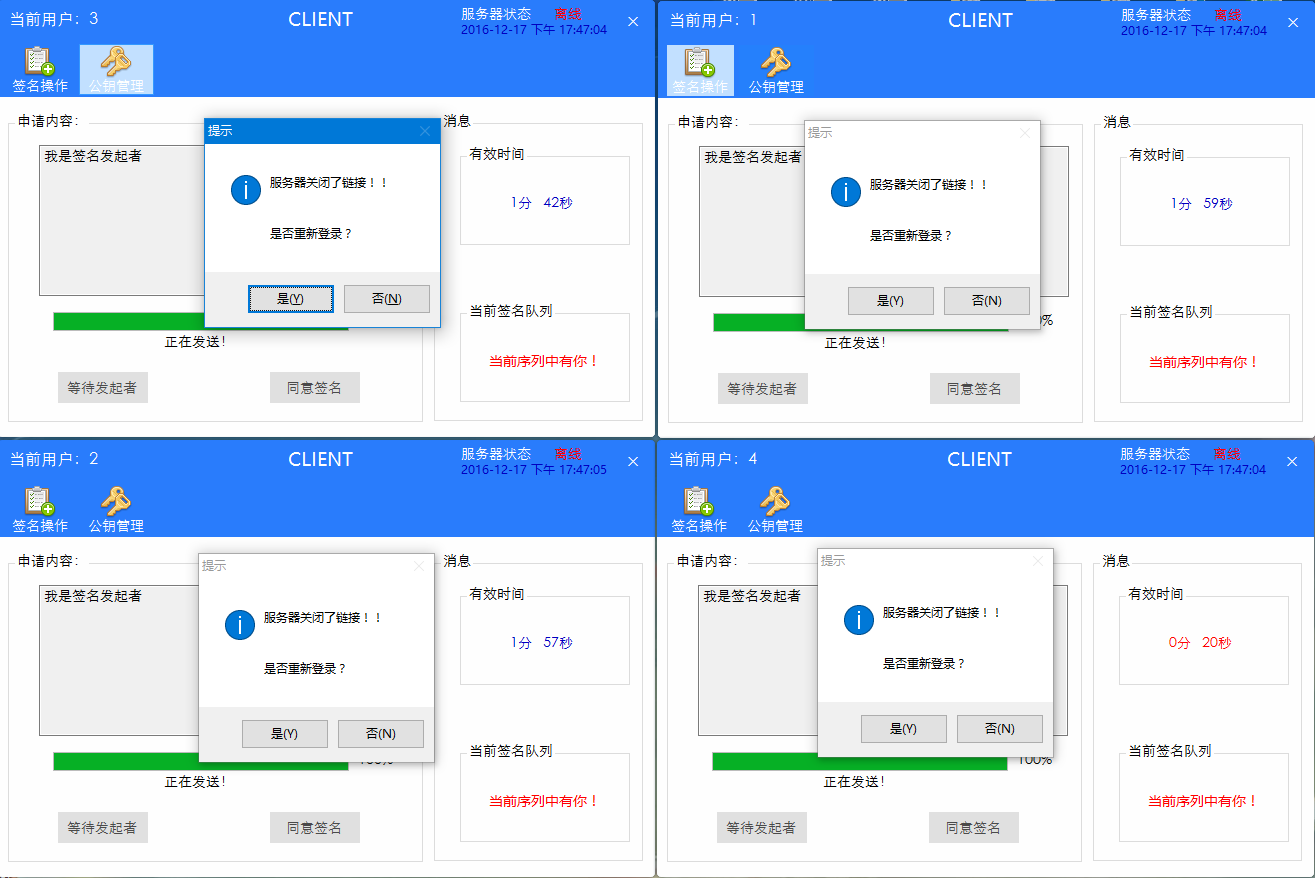 当前用户：3
CLIENT
服务器状态 离线
2016-12-17 下午 17:47:04
签名操作 公钥管理
申请内容：
我是签名发起者
正在发送！
等待发起者 同意签名
提示
服务器关闭了链接！！
是否重新登录？
是(Y) 否(N)
消息
有效时间
1分 42秒
当前签名队列
当前序列中有你！
当前用户：1
CLIENT
服务器状态 离线
2016-12-17 下午 17:47:04
签名操作 公钥管理
申请内容：
我是签名发起者
%
正在发送！
等待发起者 同意签名
提示
服务器关闭了链接！！
是否重新登录？
是(Y) 否(N)
消息
有效时间
1分 59秒
当前签名队列
当前序列中有你！
当前用户：2
CLIENT
服务器状态 离线
2016-12-17 下午 17:47:05
签名操作 公钥管理
申请内容：
我是签名发起者
100%
正在发送！
等待发起者 同意签名
提示
服务器关闭了链接！！
是否重新登录？
是(Y) 否(N)
消息
有效时间
1分 57秒
当前签名队列
当前序列中有你！
当前用户：4
CLIENT
服务器状态 离线
2016-12-17 下午 17:47:04
签名操作 公钥管理
申请内容：
我是签名发起者
100%
正在发送！
等待发起者 同意签名
提示
服务器关闭了链接！！
是否重新登录？
是(Y) 否(N)
消息
有效时间
0分 20秒
当前签名队列
当前序列中有你！